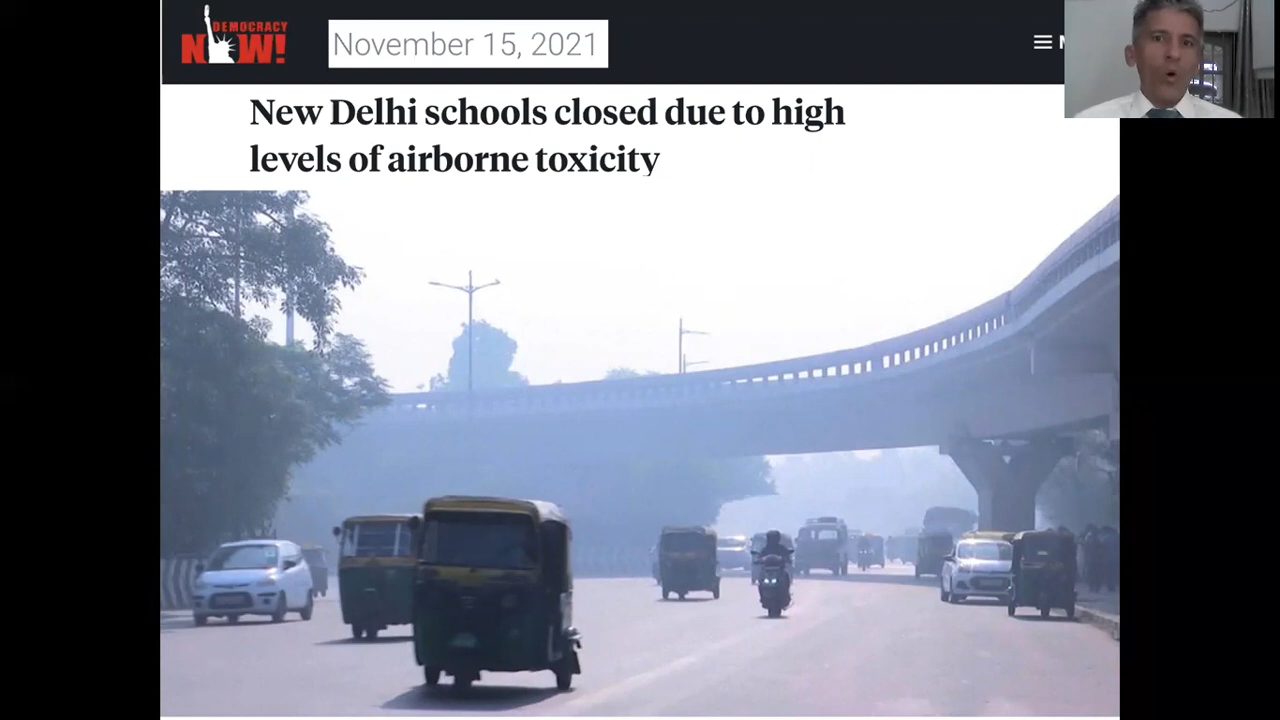 DEMOCRACY
NOW!
November 15, 2021
New Delhi schools closed due to high
levels of airborne toxicity